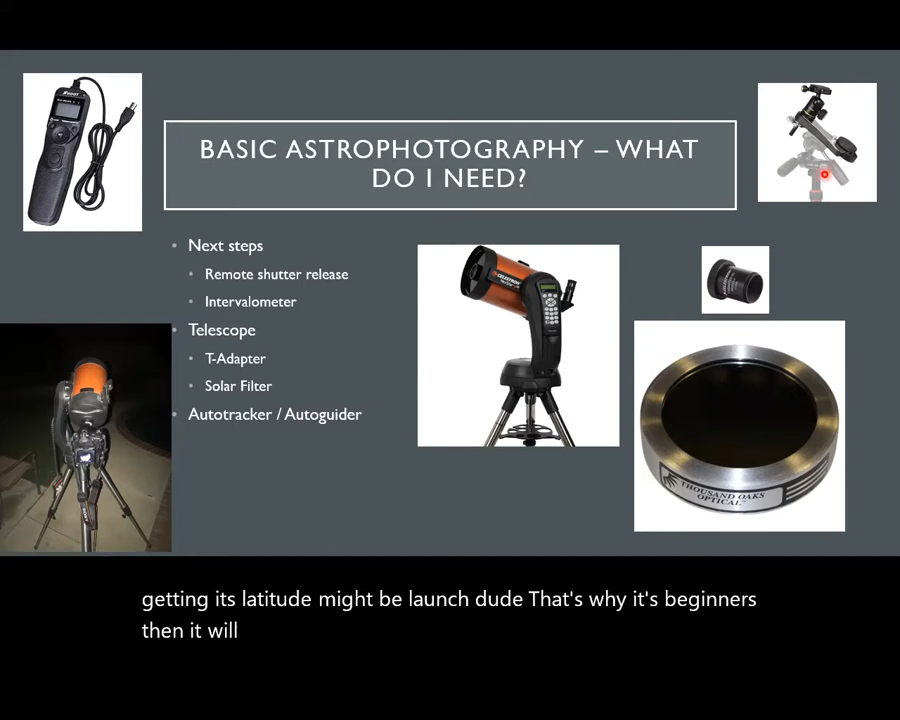 BASIC ASTROPHOTOGRAPHY – WHAT
DO I NEED?
• Next steps
• Remote shutter release
• Intervalometer
• Telescope
• T-Adapter
• Solar Filter
• Autotracker / Autoguider
CELESTRON
THOUSAND OAKS
OPTICAL
getting its latitude might be launch dude That's why it's beginners
then it will